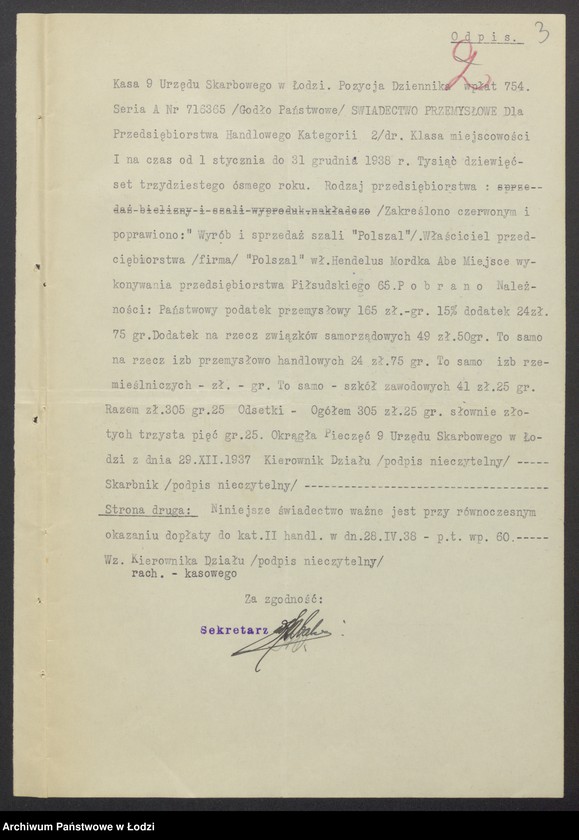 O d p i s.
3
2
Kasa 9 Urzędu Skarbowego w Łodzi. Pozycja Dziennika wpłat 754.
Seria A Nr 716365 /Godło Państwowe/ SWIADECTWO PRZEMYSŁOWE Dla
Przedsiębiorstwa Handlowego Kategorii 2/dr. Klasa miejscowości
I na czas od 1 stycznia do 31 grudnia 1938 r. Tysiąć dziewięć-
set trzydziestego ósmego roku. Rodzaj przedsiębiorstwa : sprze--
daż bielizny i szali wyproduk.nakładczo /Zakreślono czerwonym i
poprawiono:" Wyrób i sprzedaż szali "Polszal"/.Właściciel przed-
ciębiorstwa /firma/ "Polszal" wł.Hendelus Mordka Abe Miejsce wy-
konywania przedsiębiorstwa Piłsudskiego 65.P o b r a n o Należ-
ności: Państwowy podatek przemysłowy 165 zł.-gr. 15% dodatek 24zł.
75 gr.Dodatek na rzecz związków samorządowych 49 zł.50gr. To samo
na rzecz izb przemysłowo handlowych 24 zł.75 gr. To samo izb rze-
mieślniczych - zł. - gr. To samo - szkół zawodowych 41 zł.25 gr.
Razem zł.305 gr.25 Odsetki - Ogółem 305 zł.25 gr. słownie zło-
tych trzysta pięć gr.25. Okrągła Pieczęć 9 Urzędu Skarbowego w Ło-
dzi z dnia 29.XII.1937 Kierownik Działu /podpis nieczytelny/ -----
Skarbnik /podpis nieczytelny/ -----------------------------------
Strona druga: Niniejsze świadectwo ważne jest przy równoczesnym
okazaniu dopłaty do kat.II handl. w dn.28.IV.38 - p.t. wp. 60.-----
Wz. Kierownika Działu /podpis nieczytelny/
rach. - kasowego
Za zgodność:
Sekretarz
Archiwum Państwowe w Łodzi